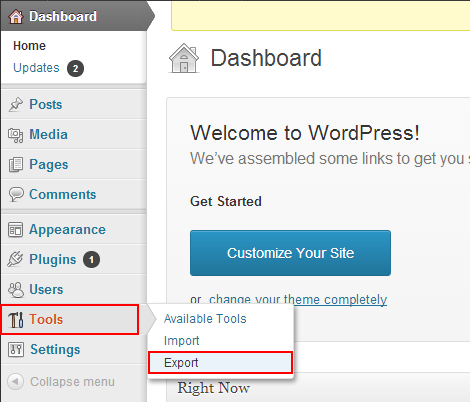 Dashboard
Home
Updates 2
Posts
Media
Pages
Comments
Appearance
Plugins 1
Users
Tools
Settings
Collapse menu
Available Tools
Import
Export
Dashboard
Welcome to WordPress!
We've assembled some links to get you s
Get Started
Customize Your Site
or change your theme completely
Right Now